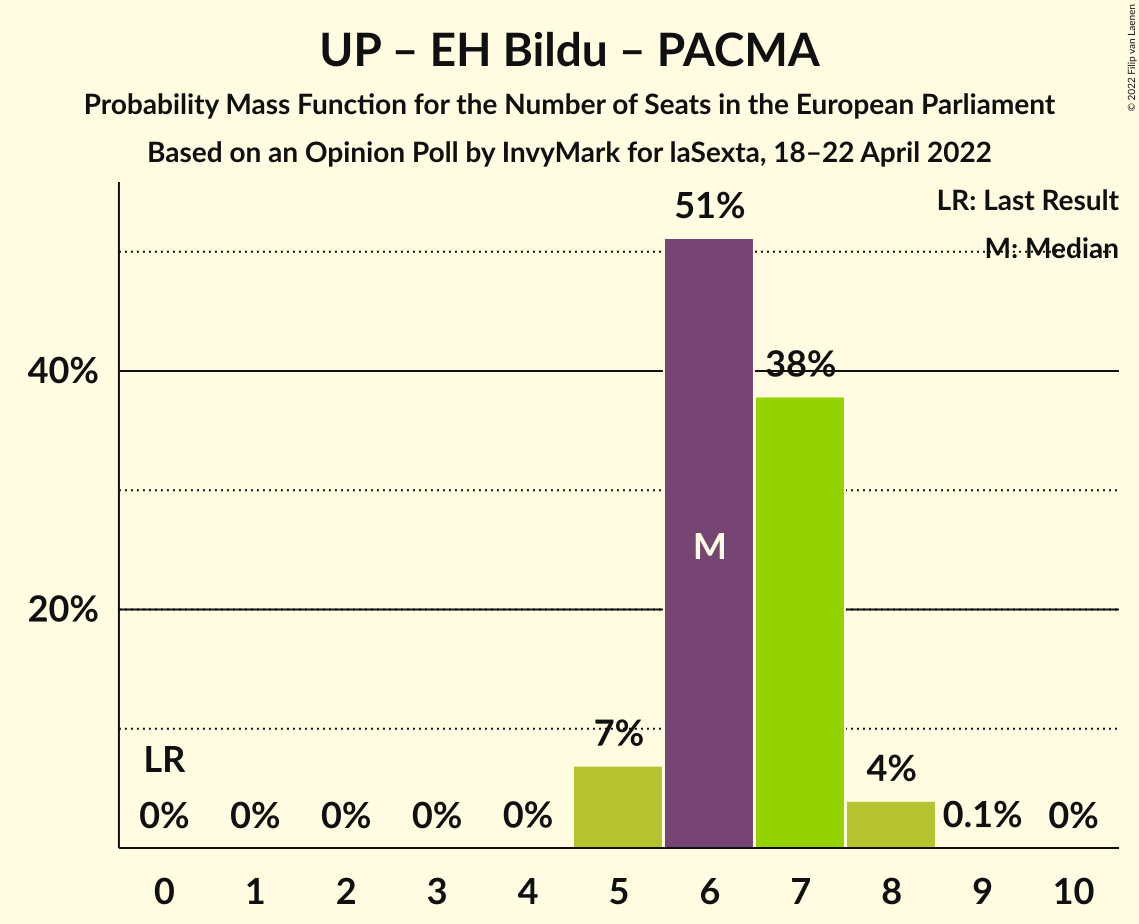 UP – EH Bildu – PACMA
Probability Mass Function for the Number of Seats in the European Parliament
Based on an Opinion Poll by InvyMark for laSexta, 18–22 April 2022
© 2022 Filip van Laenen
LR: Last Result
M: Median
51%
38%
40%
M
20%
7%
LR
4%
0% 0% 0% 0% 0% 0.1% 0%
0 1 2 3 4 5 6 7 8 9 10